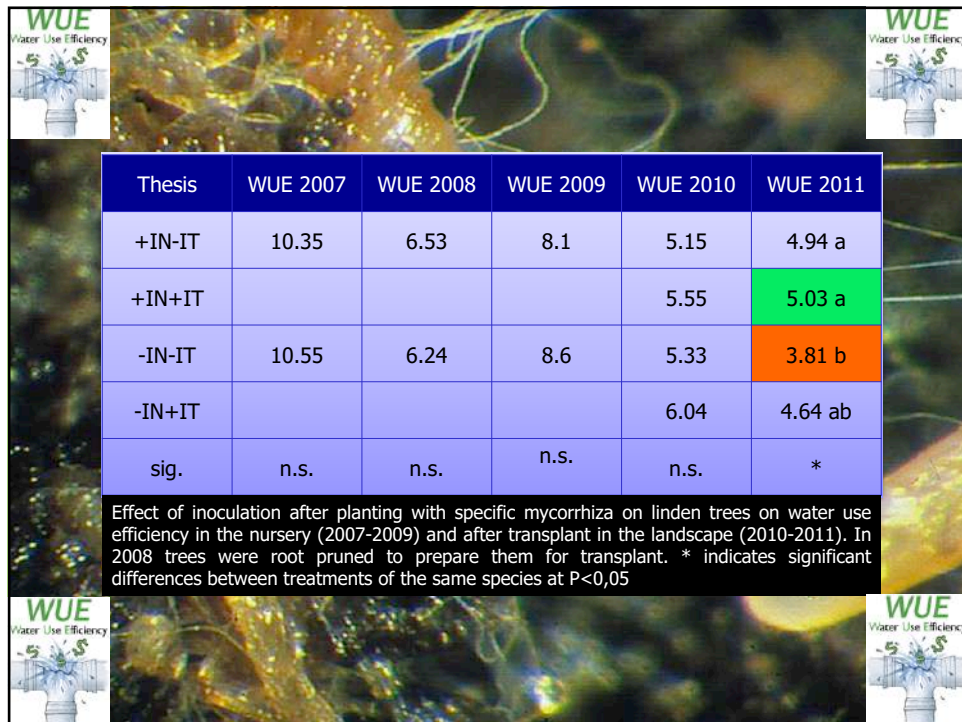 WUE
Water Use Efficiency
WUE
Water Use Efficiency
Thesis WUE 2007 WUE 2008 WUE 2009 WUE 2010 WUE 2011
+IN-IT 10.35 6.53 8.1 5.15 4.94 a
+IN+IT 5.55 5.03 a
-IN-IT 10.55 6.24 8.6 5.33 3.81 b
-IN+IT 6.04 4.64 ab
sig. n.s. n.s. n.s. n.s. *
Effect of inoculation after planting with specific mycorrhiza on linden trees on water use
efficiency in the nursery (2007-2009) and after transplant in the landscape (2010-2011). In
2008 trees were root pruned to prepare them for transplant. * indicates significant
differences between treatments of the same species at P<0,05
WUE
Water Use Efficiency
WUE
Water Use Efficiency